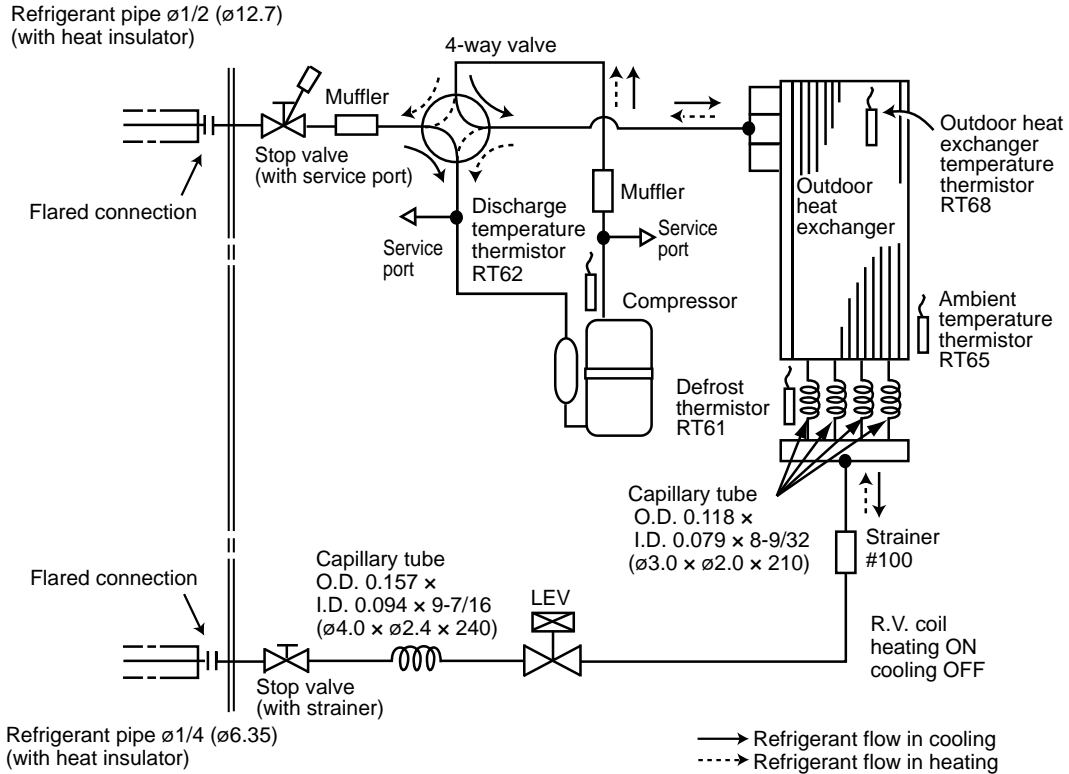 Refrigerant pipe ø1/2 (ø12.7)
(with heat insulator)
4-way valve
Muffler
Stop valve
(with service port)
Flared connection
Outdoor heat
exchanger
temperature
thermistor
RT68
Outdoor
heat
exchanger
Muffler
Discharge
temperature
thermistor
RT62
Service
port
Service
port
Compressor
Ambient
temperature
thermistor
RT65
Defrost
thermistor
RT61
Capillary tube
O.D. 0.118 ×
I.D. 0.079 × 8-9/32
(ø3.0 × ø2.0 × 210)
Strainer
#100
Flared connection
Capillary tube
O.D. 0.157 ×
I.D. 0.094 × 9-7/16
(ø4.0 × ø2.4 × 240)
LEV
R.V. coil
heating ON
cooling OFF
Stop valve
(with strainer)
Refrigerant pipe ø1/4 (ø6.35)
(with heat insulator)
Refrigerant flow in cooling
Refrigerant flow in heating